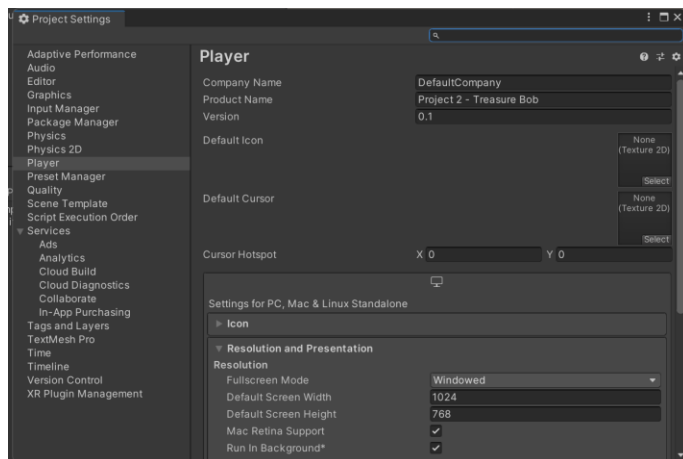 Project Settings
Adaptive Performance
Audio
Editor
Graphics
Input Manager
Package Manager
Physics
Physics 2D
Player
Preset Manager
Quality
Scene Template
Script Execution Order
Services
Ads
Analytics
Cloud Build
Cloud Diagnostics
Collaborate
In-App Purchasing
Tags and Layers
TextMesh Pro
Time
Timeline
Version Control
XR Plugin Management
Player
Company Name DefaultCompany
Product Name Project 2 - Treasure Bob
Version 0.1
Default Icon
None
(Texture 2D)
Select
Default Cursor
None
(Texture 2D)
Select
Cursor Hotspot X 0 Y 0
Settings for PC, Mac & Linux Standalone
Icon
Resolution and Presentation
Resolution
Fullscreen Mode Windowed
Default Screen Width 1024
Default Screen Height 768
Mac Retina Support
Run In Background*